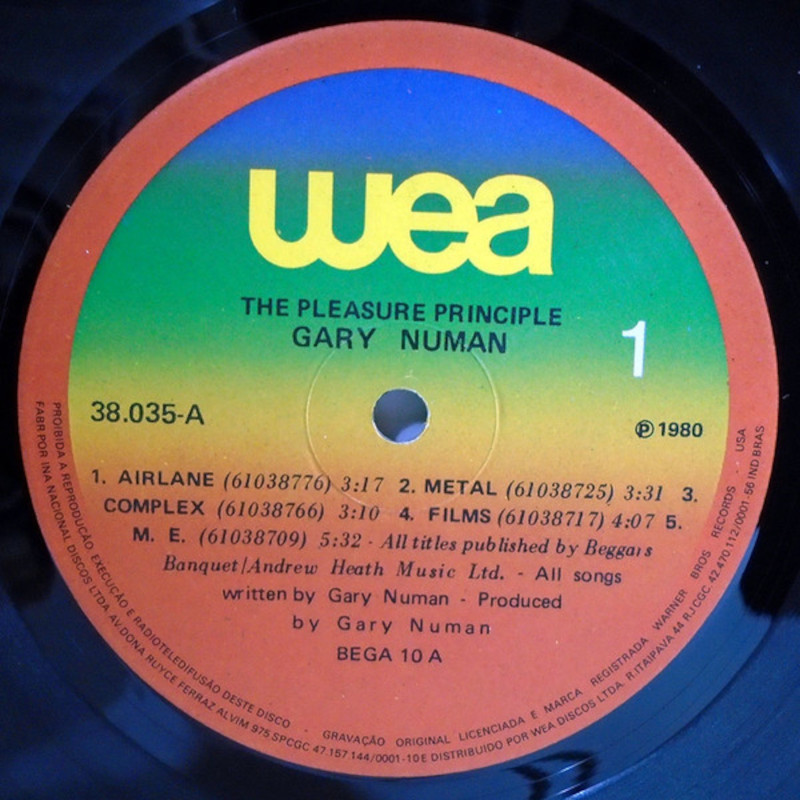 wea
THE PLEASURE PRINCIPLE
GARY NUMAN
1
38.035-A
Ⓟ 1980
1. AIRLANE (61038776) 3:17 2. METAL (61038725) 3:31 3.
COMPLEX (61038766) 3:10 4. FILMS (61038717) 4:07 5.
M. E. (61038709) 5:32 - All titles published by Beggars
Banquet/Andrew Heath Music Ltd. - All songs
written by Gary Numan - Produced
by Gary Numan
BEGA 10 A
PROIBIDA A REPRODUCÃO EXECUÇÃO E RADIOTELEDIFUSÃO DESTE DISCO - GRAVAÇÃO ORIGINAL LICENCIADA E MARCA REGISTRADA WARNER BROS RECORDS - USA
FABR POR INA NACIONAL DISCOS LTDA AV. DONA RUYCE FERRAZ ALVIM 975 SP CGC 47.157 144/0001-10 E DISTRIBUIDO POR WEA DISCOS LTDA. R. ITAIPAVA 44 RJ CGC 42.470 112/0001-56 IND BRAS